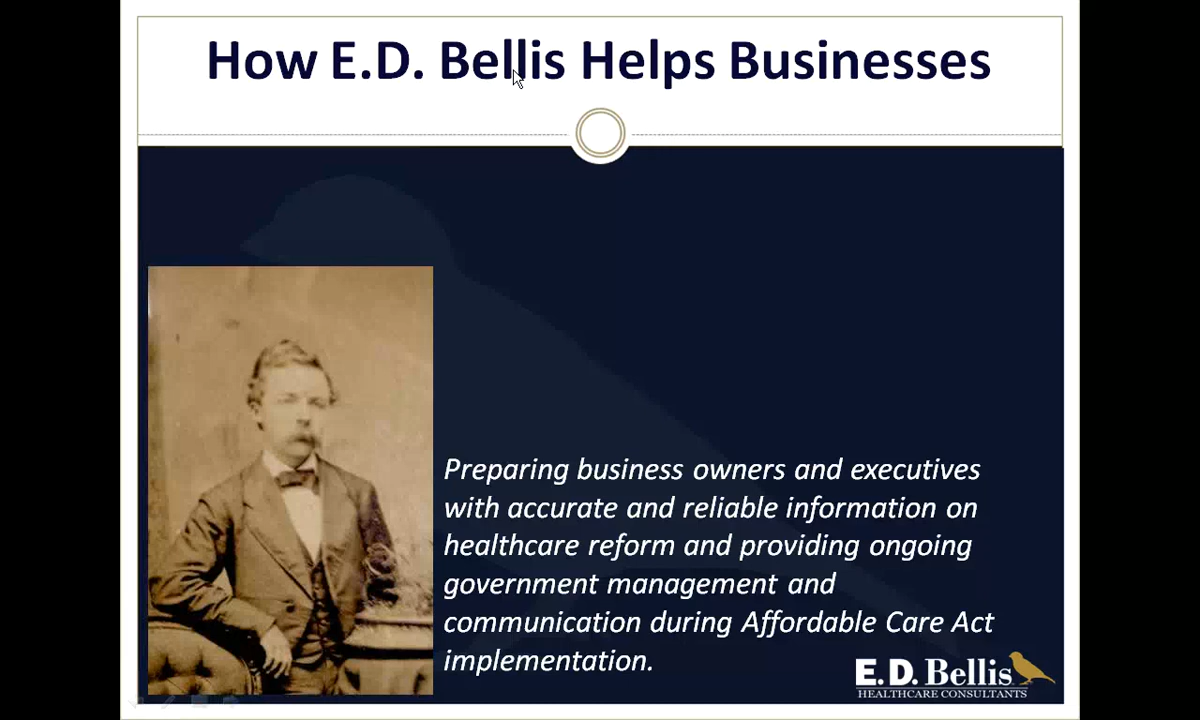 How E.D. Bellis Helps Businesses
Preparing business owners and executives
with accurate and reliable information on
healthcare reform and providing ongoing
government management and
communication during Affordable Care Act
implementation.
E.D. Bellis
HEALTHCARE CONSULTANTS